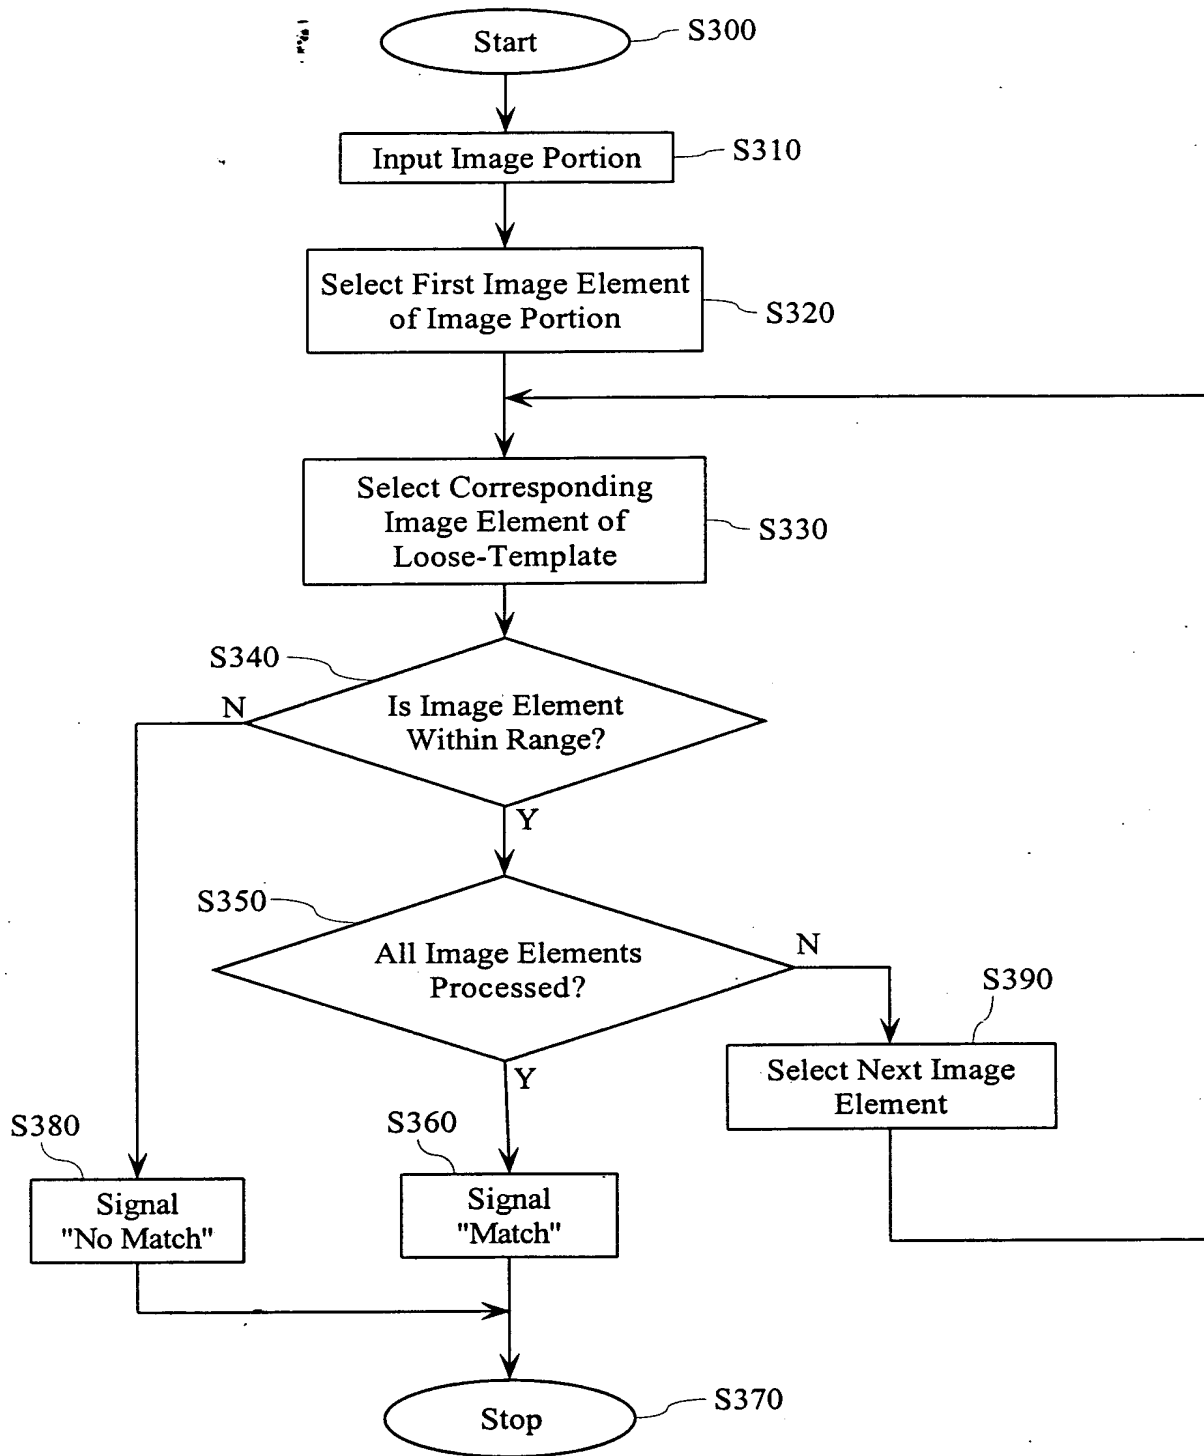 Start
S300
Input Image Portion
S310
Select First Image Element
of Image Portion
S320
Select Corresponding
Image Element of
Loose-Template
S330
S340
N
Is Image Element
Within Range?
Y
S350
All Image Elements
Processed?
N
S390
Y
Select Next Image
Element
S380
S360
Signal
"No Match"
Signal
"Match"
Stop
S370